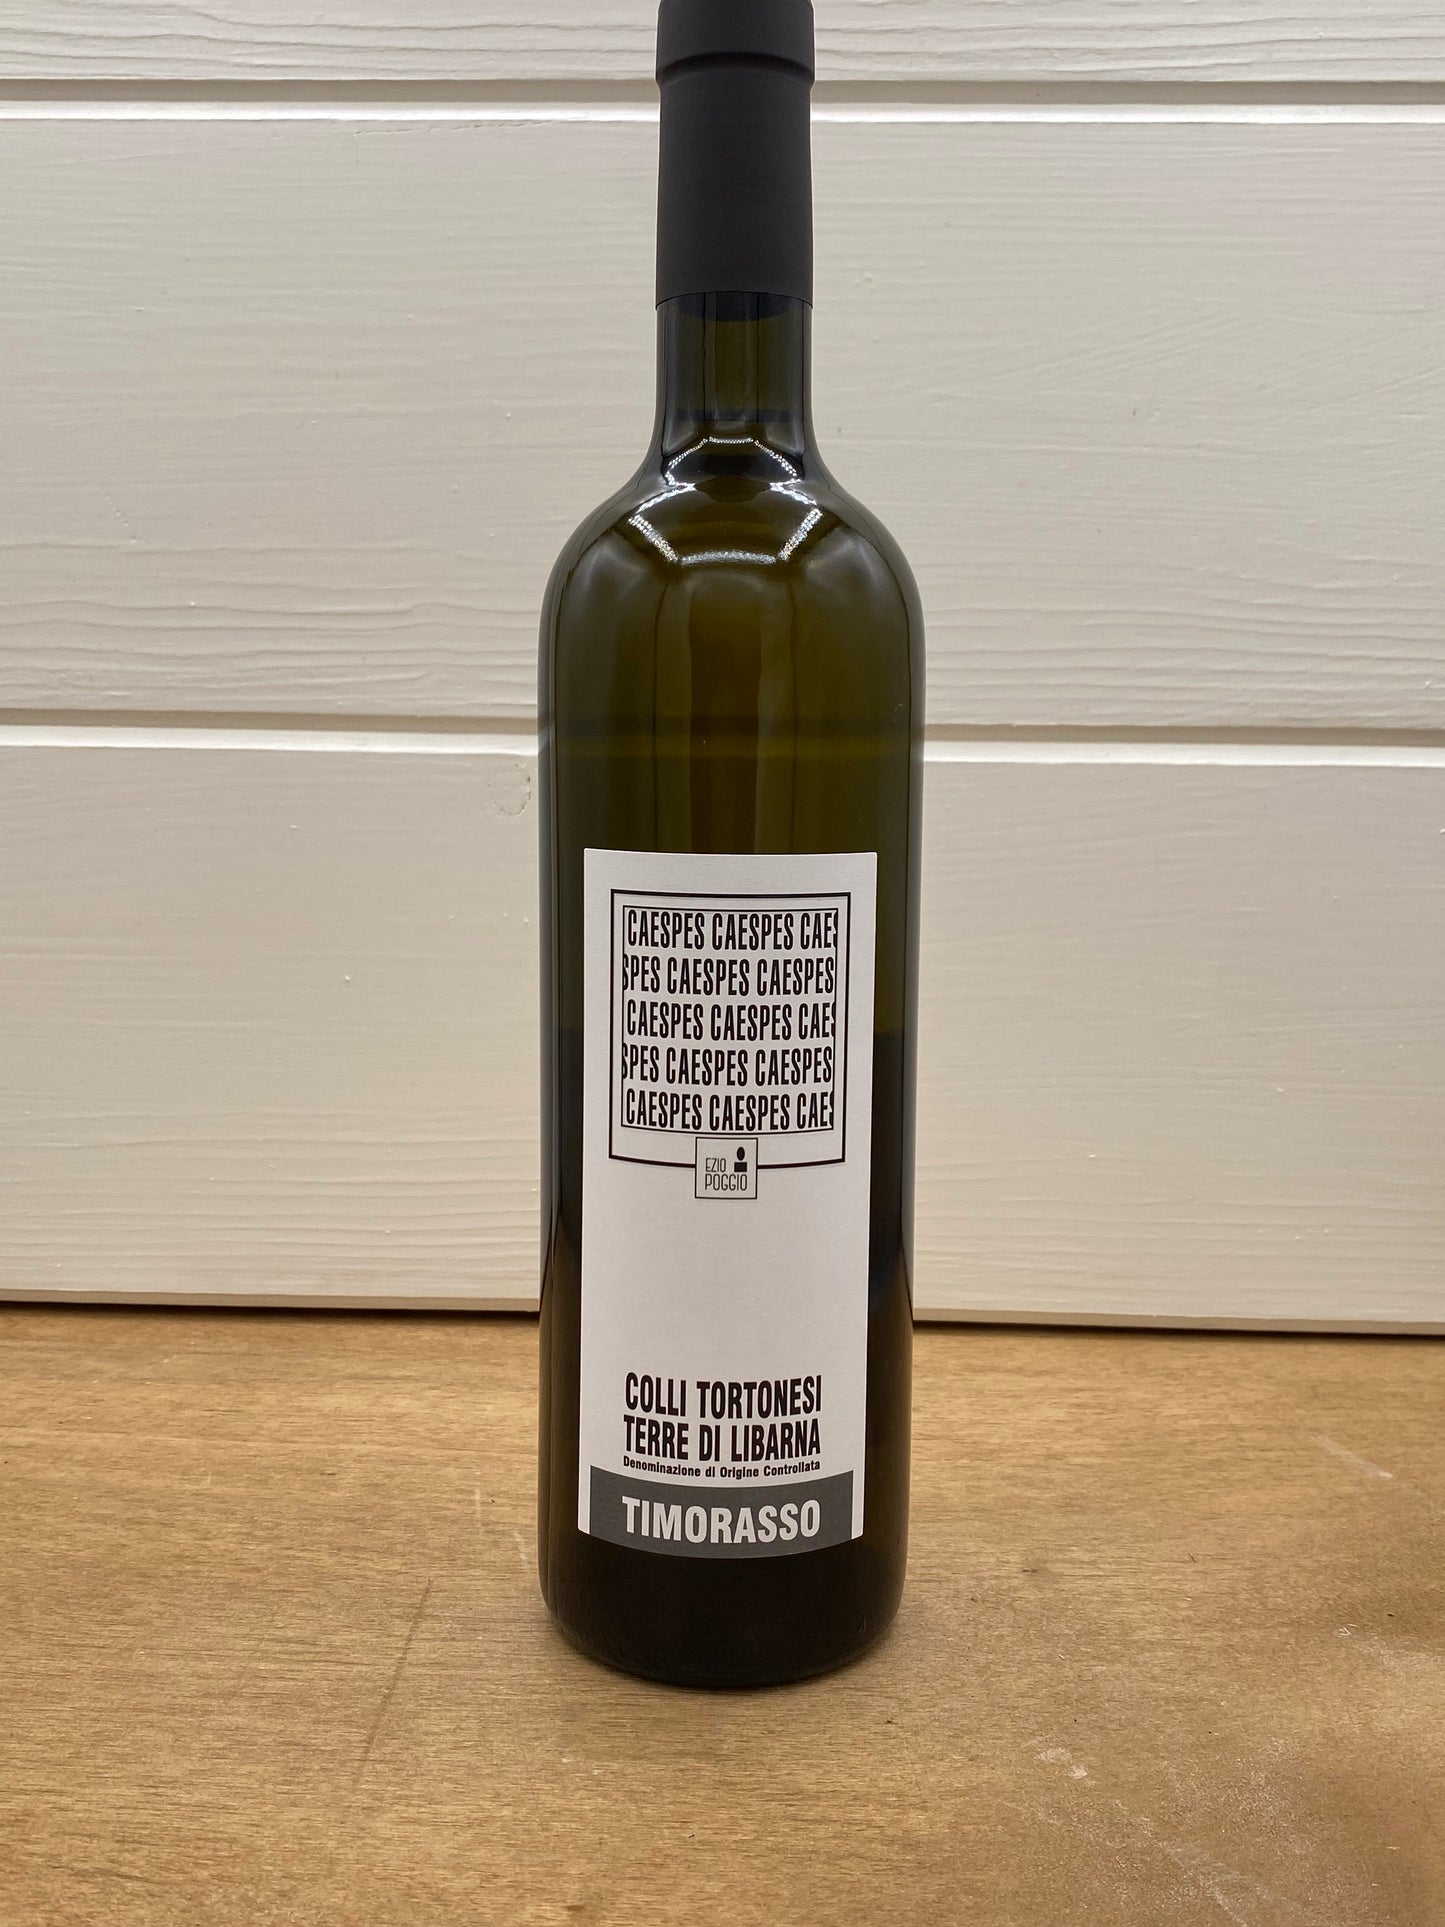 CAESPES CAESPES CAES
SPES CAESPES CAESPES
CAESPES CAESPES CAES
SPES CAESPES CAESPES
CAESPES CAESPES CAES
EZIO
POGGIO
COLLI TORTONESI
TERRE DI LIBARNA
Denominazione di Origine Controllata
TIMORASSO